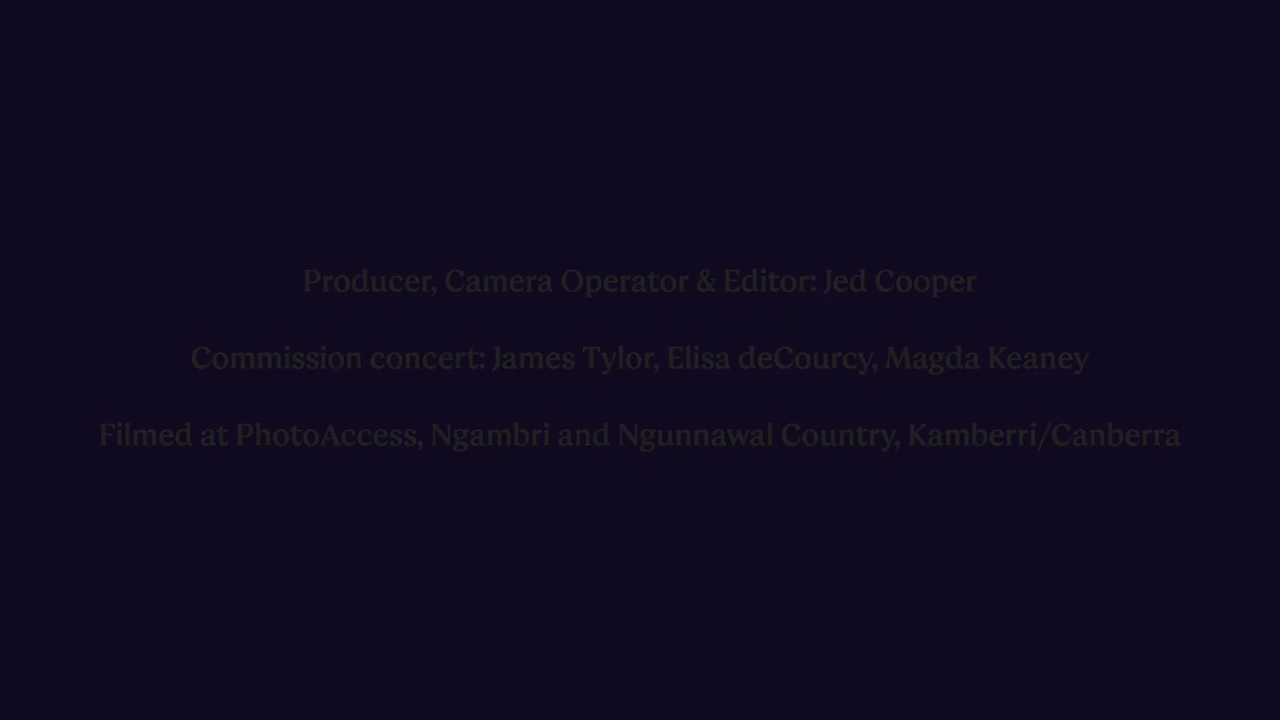 Producer, Camera Operator & Editor: Jed Cooper
Commission concert: James Tylor, Elisa deCourcy, Magda Keaney
Filmed at PhotoAccess, Ngambri and Ngunnawal Country, Kamberri/Canberra